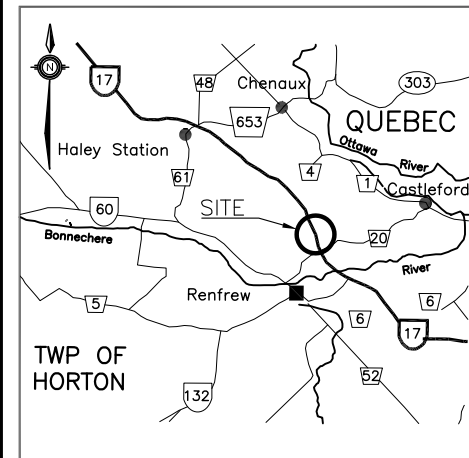 N
17
48
Chenaux
303
653
QUEBEC
Haley Station
Ottawa River
61
4
1
Castleford
60
SITE
20
Bonnechere
River
Renfrew
5
6
6
TWP OF
HORTON
17
52
132